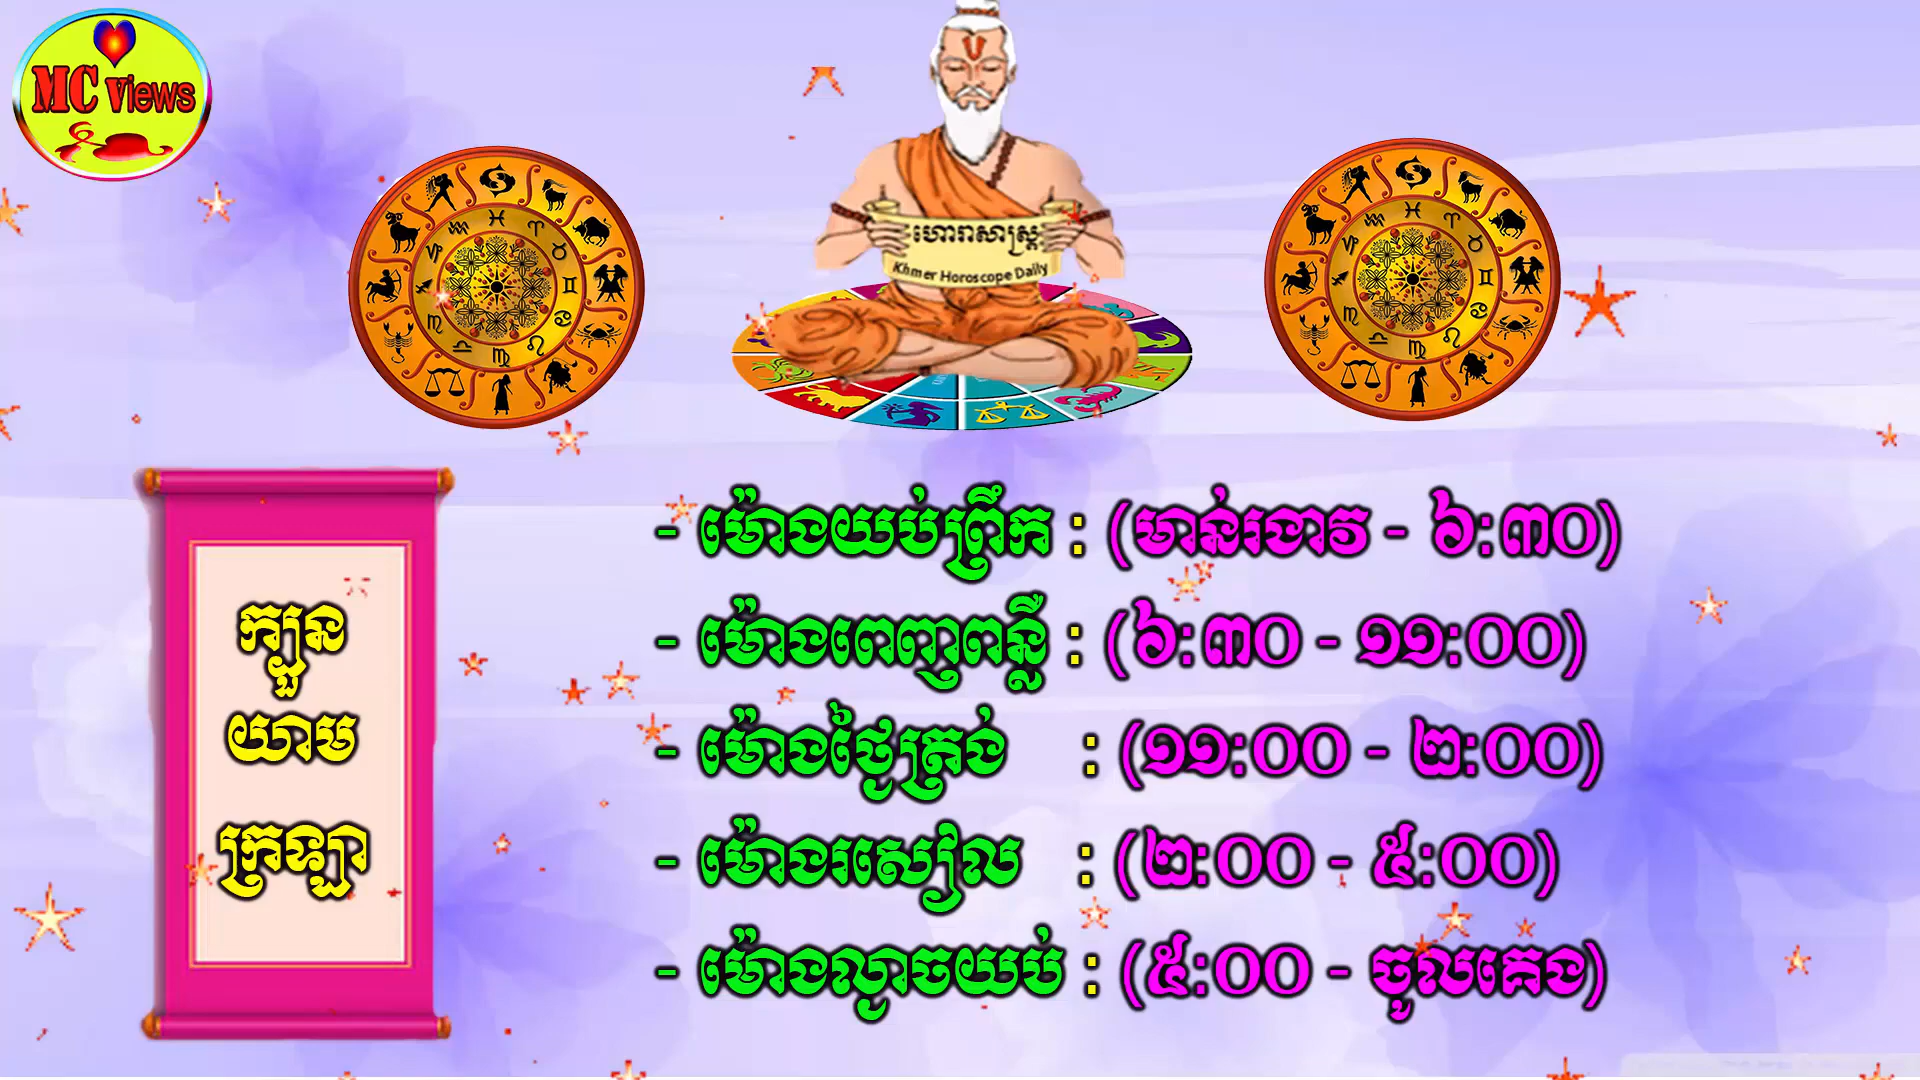 MC Views
ហោរាសាស្ត្រ
Khmer Horoscope Daily
ក្បួន
យាម
ក្រឡា
- ម៉ោងយប់ព្រឹក : (មាន់រងាវ - ៦:៣០)
- ម៉ោងពេញពន្លឺ : (៦:៣០ - ១១:០០)
- ម៉ោងថ្ងៃត្រង់ : (១១:០០ - ២:០០)
- ម៉ោងរសៀល : (២:០០ - ៥:០០)
- ម៉ោងល្ងាចយប់ : (៥:០០ - ចូលគេង)